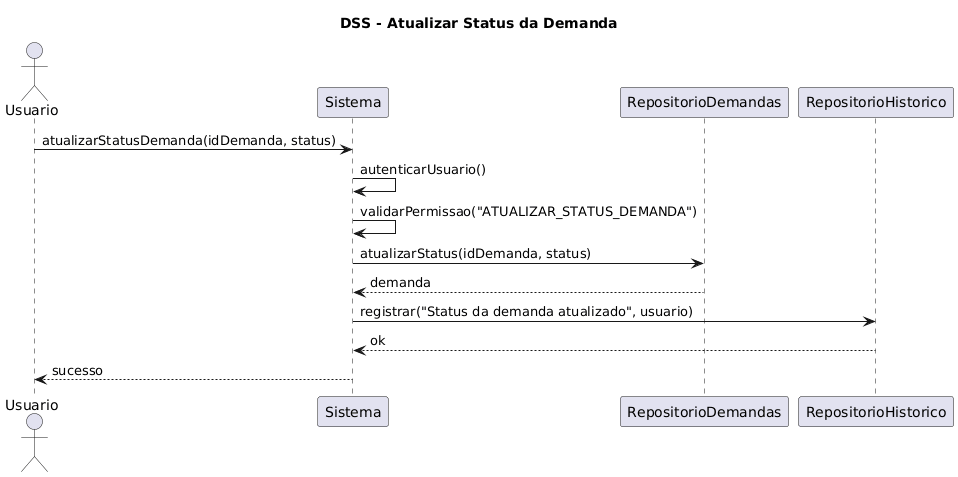 DSS - Atualizar Status da Demanda
Usuario
Sistema
RepositorioDemandas
RepositorioHistorico
atualizarStatusDemanda(idDemanda, status)
autenticarUsuario()
validarPermissao("ATUALIZAR_STATUS_DEMANDA")
atualizarStatus(idDemanda, status)
demanda
registrar("Status da demanda atualizado", usuario)
ok
sucesso
Usuario
Sistema
RepositorioDemandas
RepositorioHistorico